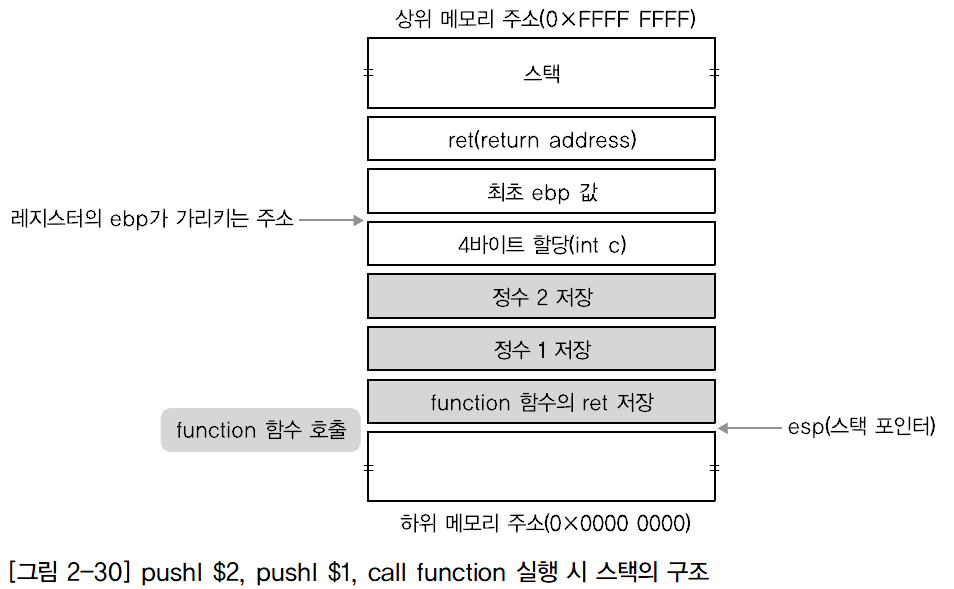 상위 메모리 주소(0×FFFF FFFF)
스택
ret(return address)
최초 ebp 값
레지스터의 ebp가 가리키는 주소
4바이트 할당(int c)
정수 2 저장
정수 1 저장
function 함수의 ret 저장
function 함수 호출
esp(스택 포인터)
하위 메모리 주소(0×0000 0000)
[그림 2-30] pushl $2, pushl $1, call function 실행 시 스택의 구조